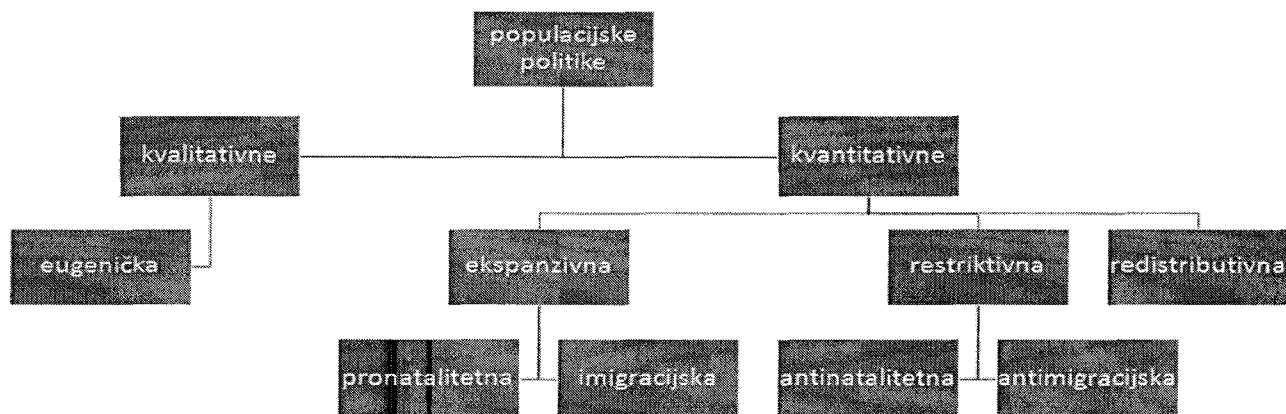 populacijske
politike
kvalitativne
kvantitativne
eugenička
ekspanzivna
restriktivna
redistributivna
pronatalitetna
imigracijska
antinatalitetna
antimigracijska